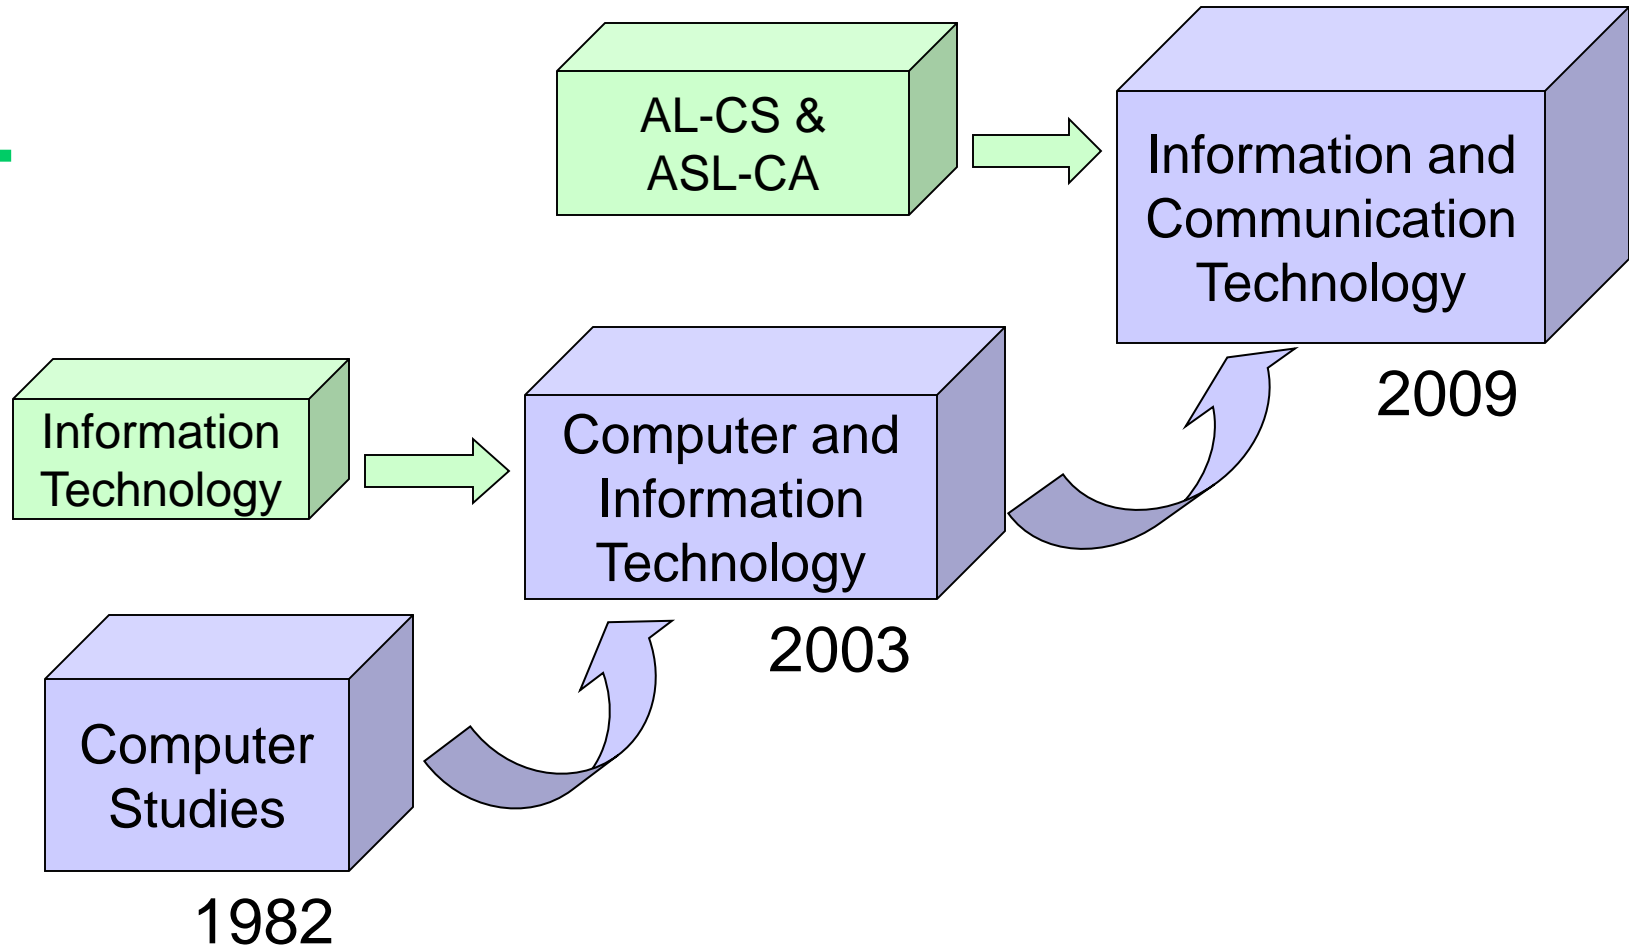 AL-CS &
ASL-CA
Information and
Communication
Technology
2009
Information
Technology
Computer and
Information
Technology
2003
Computer
Studies
1982